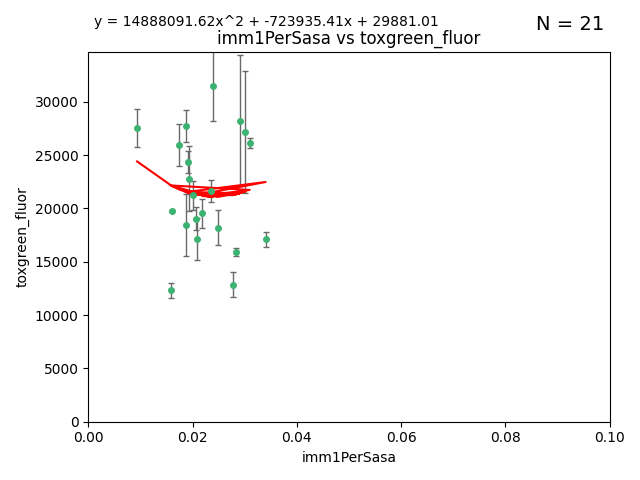 y = 14888091.62x^2 + -723935.41x + 29881.01
N = 21
imm1PerSasa vs toxgreen_fluor
30000
25000
20000
15000
10000
5000
0
toxgreen_fluor
0.00 0.02 0.04 0.06 0.08 0.10
imm1PerSasa